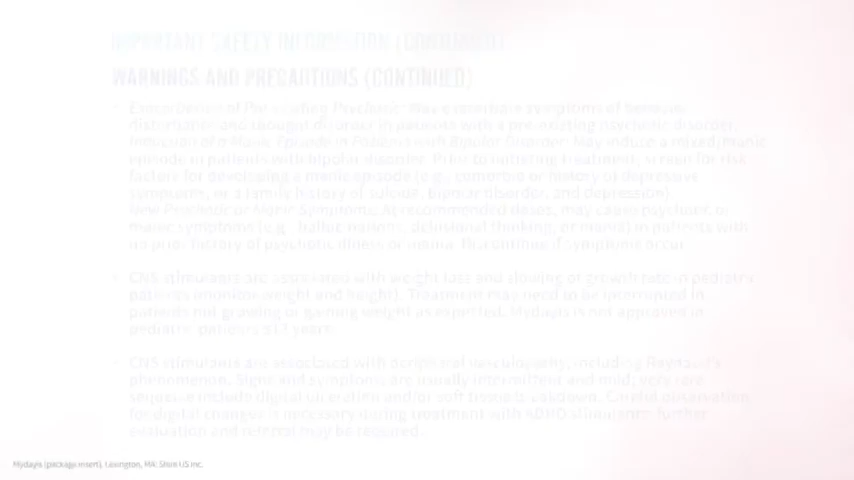 IMPORTANT SAFETY INFORMATION (CONTINUED)
WARNINGS AND PRECAUTIONS (CONTINUED)
• Exacerbation of Pre-existing Psychosis: May exacerbate symptoms of behavior
disturbance and thought disorder in patients with a pre-existing psychotic disorder.
Induction of a Manic Episode in Patients with Bipolar Disorder: May induce a mixed/manic
episode in patients with bipolar disorder. Prior to initiating treatment, screen for risk
factors for developing a manic episode (e.g., comorbid or history of depressive
symptoms, or a family history of suicide, bipolar disorder, and depression).
New Psychotic or Manic Symptoms: At recommended doses, may cause psychotic or
manic symptoms (e.g., hallucinations, delusional thinking, or mania) in patients with
no prior history of psychotic illness or mania. Discontinue if symptoms occur.
• CNS stimulants are associated with weight loss and slowing of growth rate in pediatric
patients (monitor weight and height). Treatment may need to be interrupted in
patients not growing or gaining weight as expected. Mydayis is not approved in
pediatric patients ≤12 years.
• CNS stimulants are associated with peripheral vasculopathy, including Raynaud's
phenomenon. Signs and symptoms are usually intermittent and mild; very rare
sequelae include digital ulceration and/or soft tissue breakdown. Careful observation
for digital changes is necessary during treatment with ADHD stimulants; further
evaluation and referral may be required.
Mydayis [package insert]. Lexington, MA: Shire US Inc.